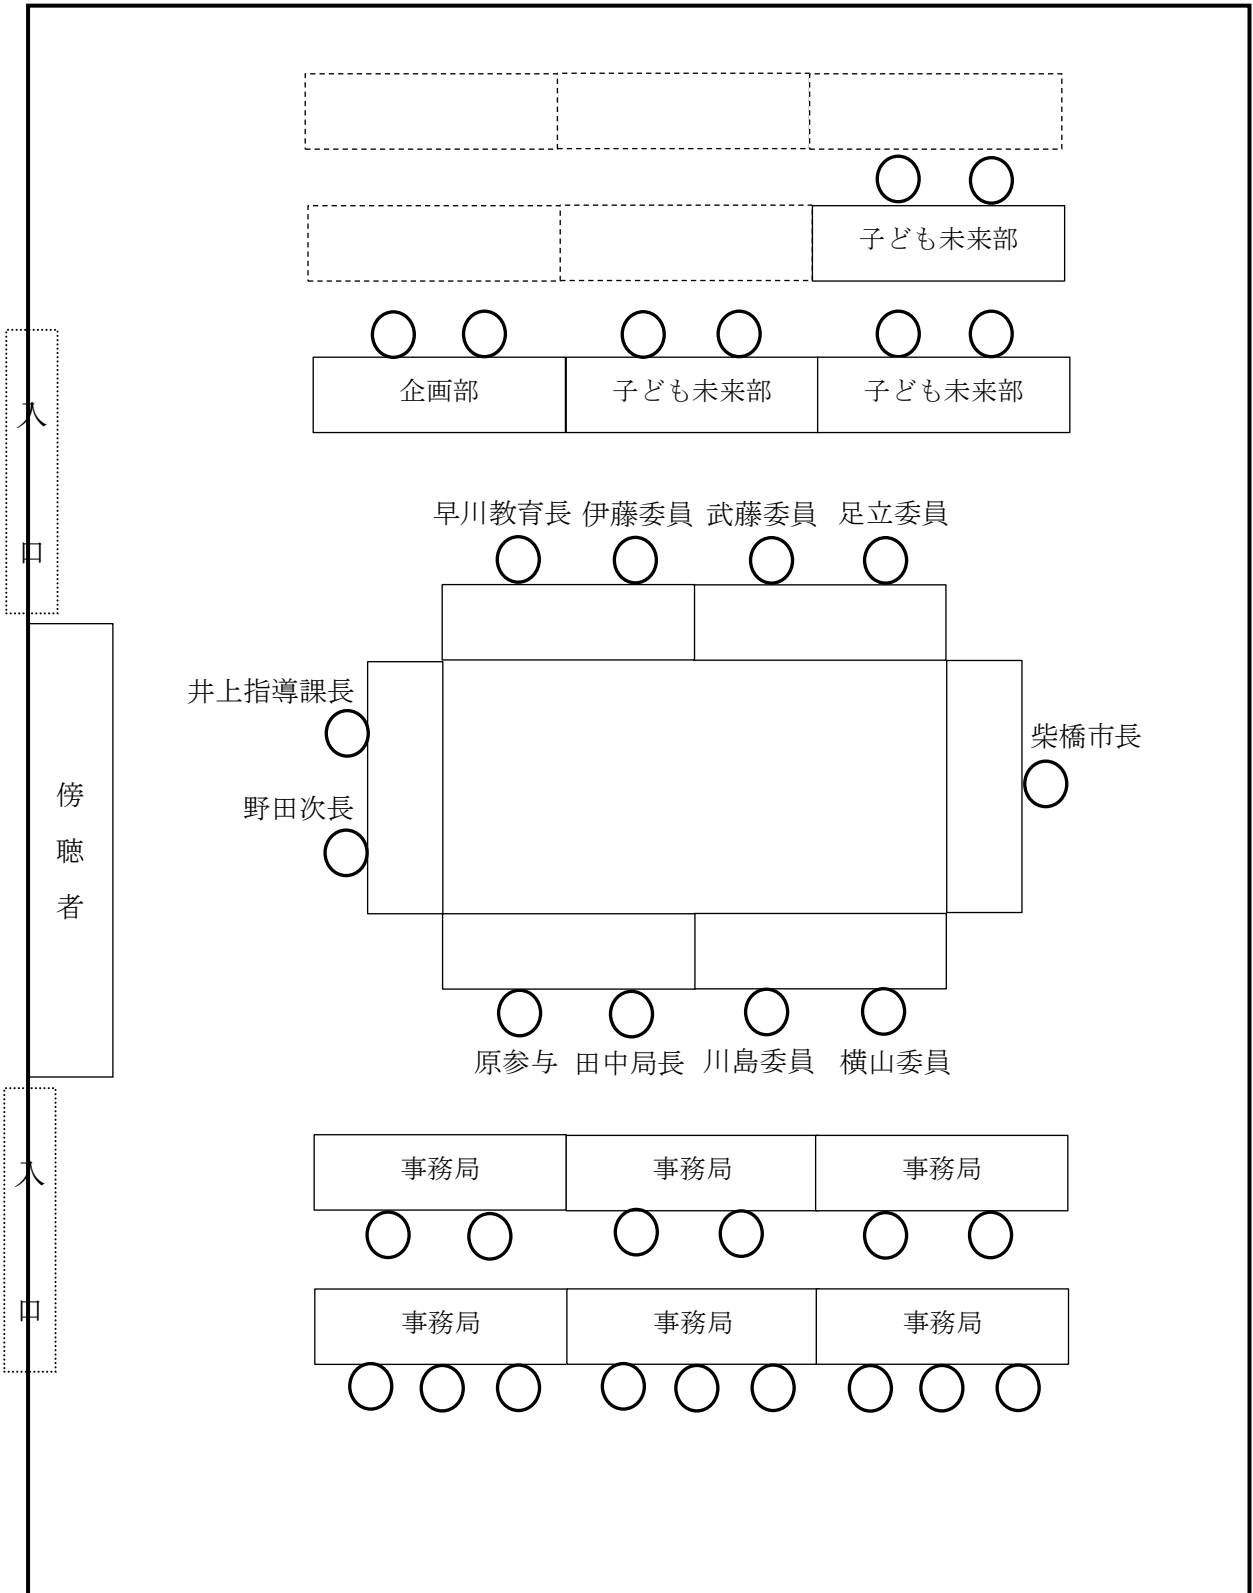 子ども未来部
企画部
子ども未来部
子ども未来部
入口
早川教育長
伊藤委員
武藤委員
足立委員
井上指導課長
柴橋市長
野田次長
傍聴者
原参与
田中局長
川島委員
横山委員
入口
事務局
事務局
事務局
事務局
事務局
事務局